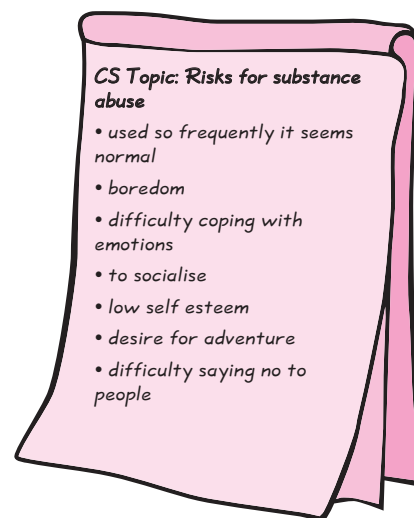 CS Topic: Risks for substance
abuse
• used so frequently it seems
normal
• boredom
• difficulty coping with
emotions
• to socialise
• low self esteem
• desire for adventure
• difficulty saying no to
people